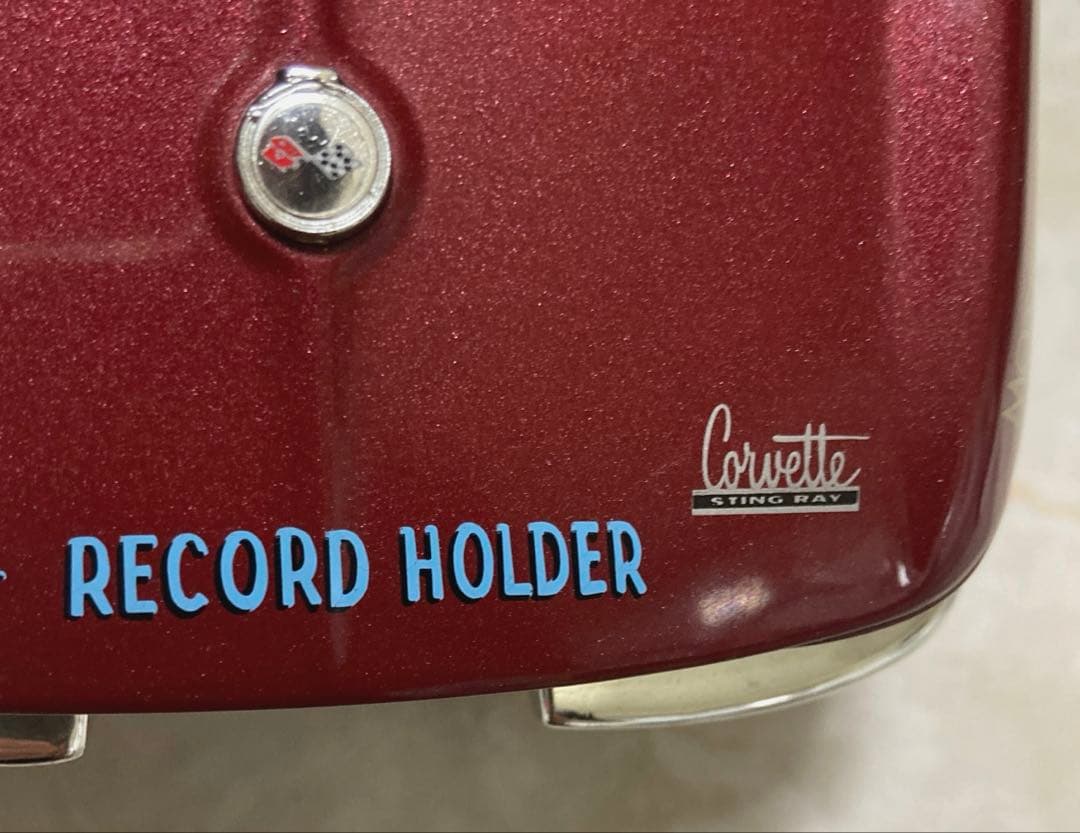 Corvette
STING RAY
RECORD HOLDER